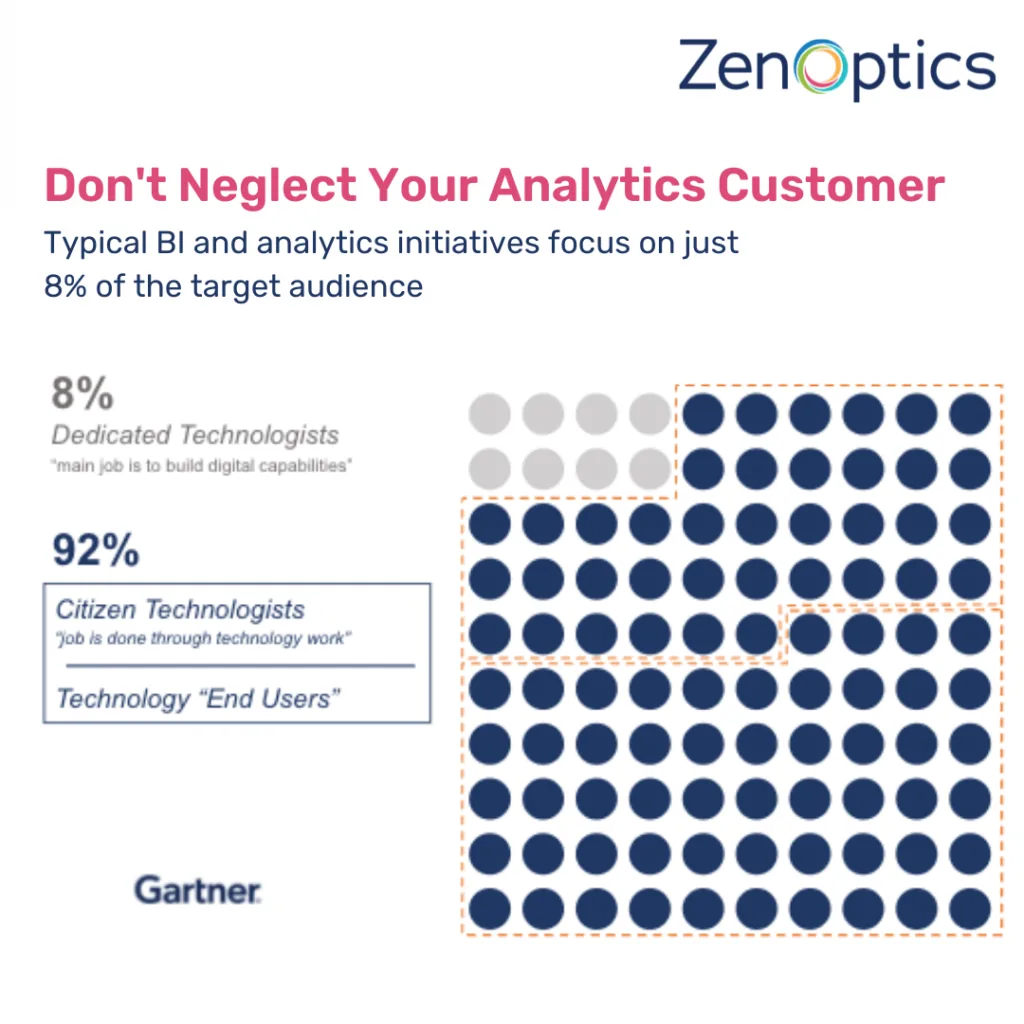 ZenOptics
Don't Neglect Your Analytics Customer
Typical BI and analytics initiatives focus on just
8% of the target audience
8%
Dedicated Technologists
"main job is to build digital capabilities"
92%
Citizen Technologists
"job is done through technology work"
Technology “End Users”
Gartner